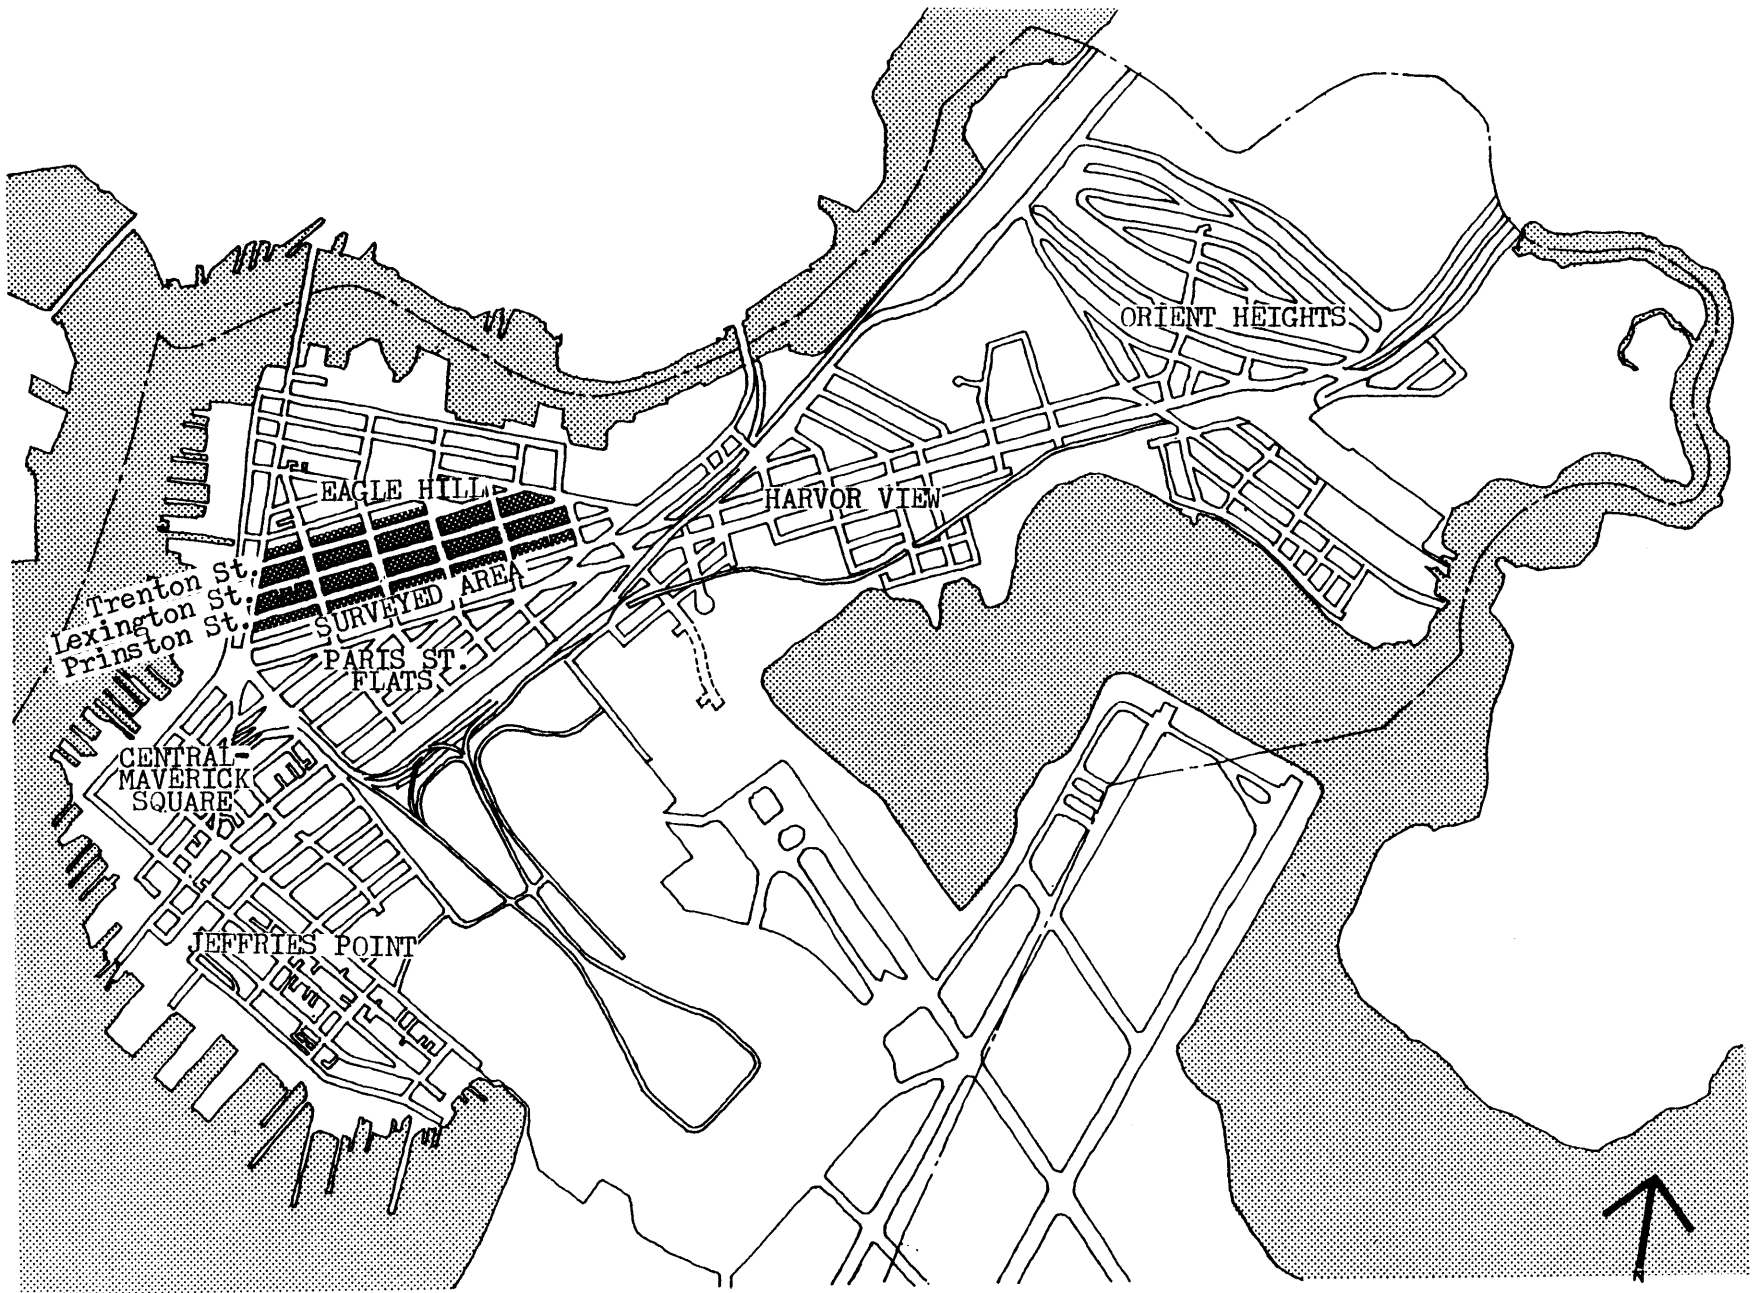 ORIENT HEIGHTS
EAGLE HILL
HARVOR VIEW
Trenton St.
Lexington St.
Prinston St.
SURVEYED AREA
PARIS ST.
FLATS
CENTRAL-
MAVERICK
SQUARE
JEFFRIES POINT
N